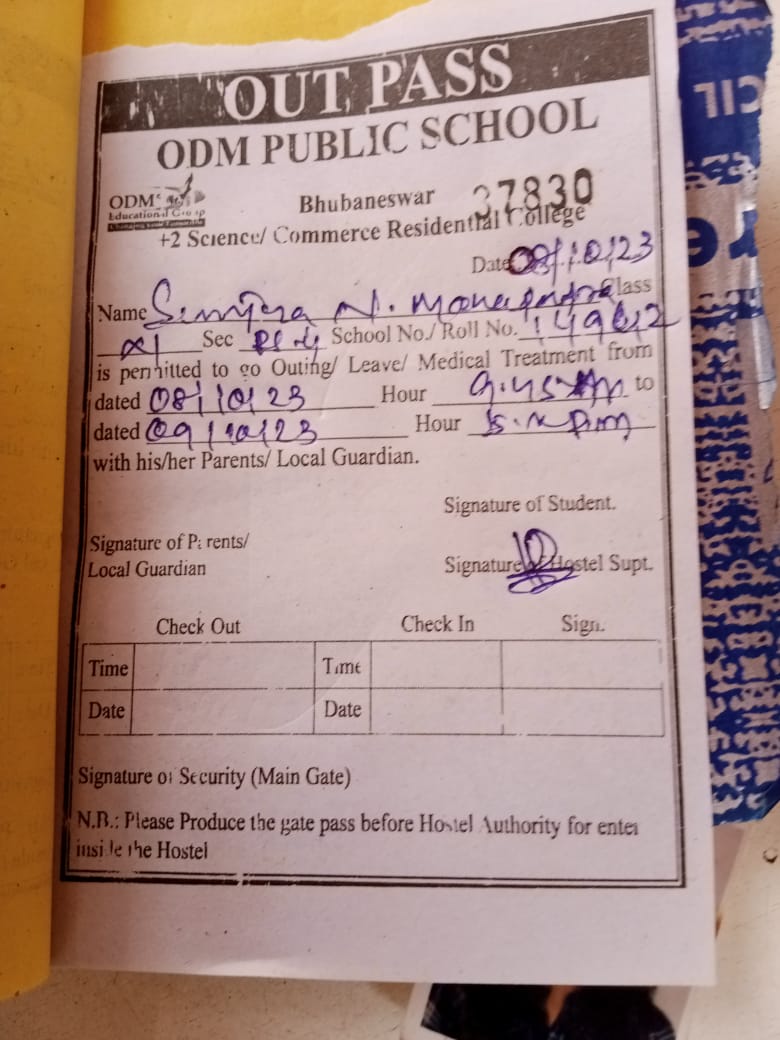 OUT PASS
ODM PUBLIC SCHOOL
ODM
Educational Group
Bhubaneswar 37830
+2 Science/ Commerce Residential College
Date 08/10/23
Name N. Class
XI Sec School No./ Roll No.
is permitted to go Outing/ Leave/ Medical Treatment from
dated 08/10/23 Hour 9.45 AM to
dated 09/10/23 Hour PM
with his/her Parents/ Local Guardian.
Signature of Student.
Signature of Parents/
Local Guardian
Signature of Hostel Supt.
Check Out Check In Sign.
Time Time
Date Date
Signature of Security (Main Gate)
N.B.: Please Produce the gate pass before Hostel Authority for enter
inside the Hostel